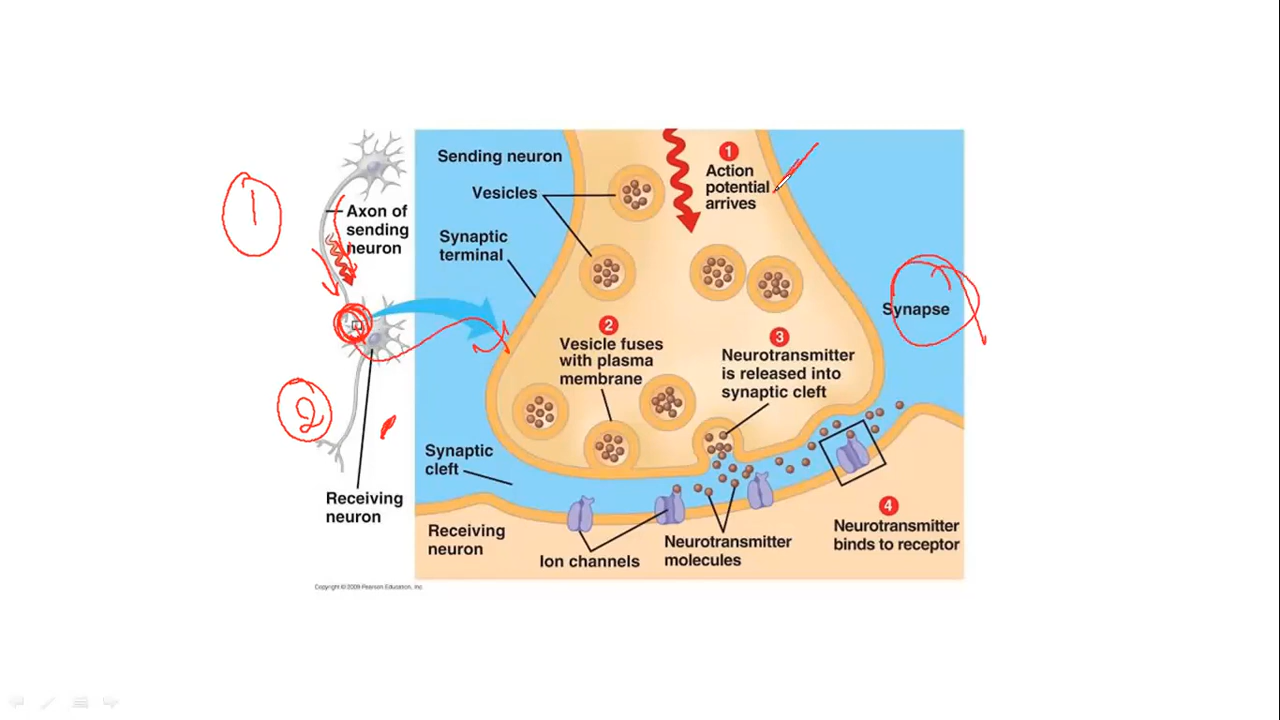 1
Axon of
sending
neuron
2
Receiving
neuron
Sending neuron
Vesicles
Synaptic
terminal
1
Action
potential
arrives
Synapse
2
Vesicle fuses
with plasma
membrane
3
Neurotransmitter
is released into
synaptic cleft
Synaptic
cleft
Receiving
neuron
Ion channels
Neurotransmitter
molecules
4
Neurotransmitter
binds to receptor
Copyright © 2009 Pearson Education, Inc.